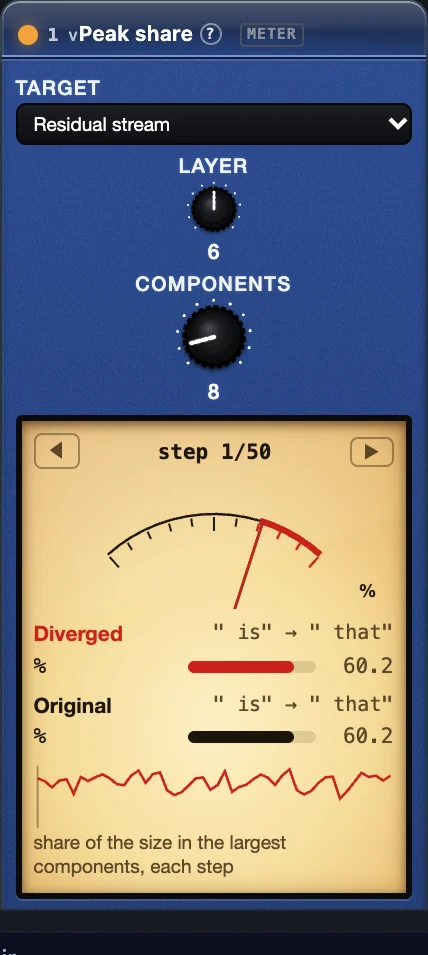 1 vPeak share ? METER
TARGET
Residual stream
LAYER
6
COMPONENTS
8
step 1/50
%
Diverged " is" → " that"
% 60.2
Original " is" → " that"
% 60.2
share of the size in the largest
components, each step